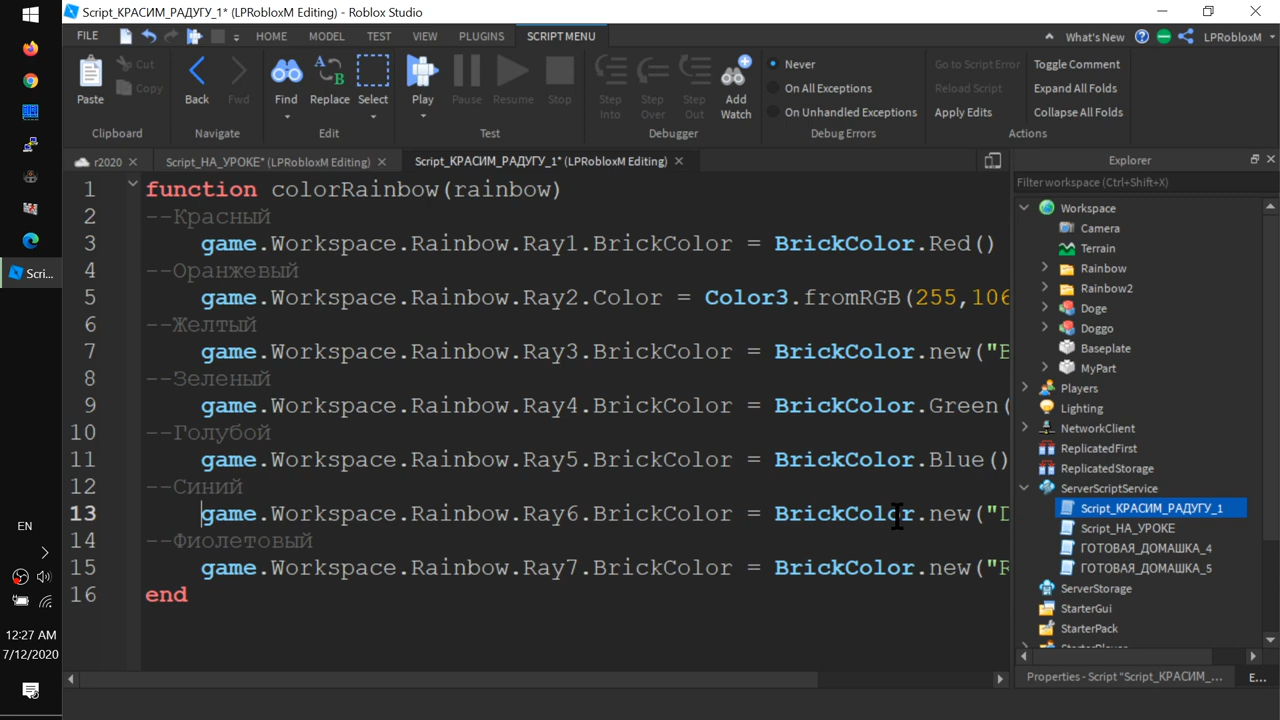 Script_КРАСИМ_РАДУГУ_1* (LPRobloxM Editing) - Roblox Studio
FILE HOME MODEL TEST VIEW PLUGINS SCRIPT MENU What's New LPRobloxM
Paste Cut Copy Back Fwd Find Replace Select Play Pause Resume Stop Step Into Step Over Step Out Add Watch
Never
On All Exceptions
On Unhandled Exceptions
Go to Script Error
Reload Script
Apply Edits
Toggle Comment
Expand All Folds
Collapse All Folds
Clipboard Navigate Edit Test Debugger Debug Errors Actions
r2020 Script_НА_УРОКЕ* (LPRobloxM Editing) Script_КРАСИМ_РАДУГУ_1* (LPRobloxM Editing)
1 function colorRainbow(rainbow)
2 --Красный
3 game.Workspace.Rainbow.Ray1.BrickColor = BrickColor.Red()
4 --Оранжевый
5 game.Workspace.Rainbow.Ray2.Color = Color3.fromRGB(255,106
6 --Желтый
7 game.Workspace.Rainbow.Ray3.BrickColor = BrickColor.new("
8 --Зеленый
9 game.Workspace.Rainbow.Ray4.BrickColor = BrickColor.Green(
10 --Голубой
11 game.Workspace.Rainbow.Ray5.BrickColor = BrickColor.Blue()
12 --Синий
13 game.Workspace.Rainbow.Ray6.BrickColor = BrickColor.new("D
14 --Фиолетовый
15 game.Workspace.Rainbow.Ray7.BrickColor = BrickColor.new("R
16 end
Explorer
Filter workspace (Ctrl+Shift+X)
Workspace
Camera
Terrain
Rainbow
Rainbow2
Doge
Doggo
Baseplate
MyPart
Players
Lighting
NetworkClient
ReplicatedFirst
ReplicatedStorage
ServerScriptService
Script_КРАСИМ_РАДУГУ_1
Script_НА_УРОКЕ
ГОТОВАЯ_ДОМАШКА_4
ГОТОВАЯ_ДОМАШКА_5
ServerStorage
StarterGui
StarterPack
Properties - Script "Script_КРАСИМ_... E...
Scri...
EN
12:27 AM
7/12/2020